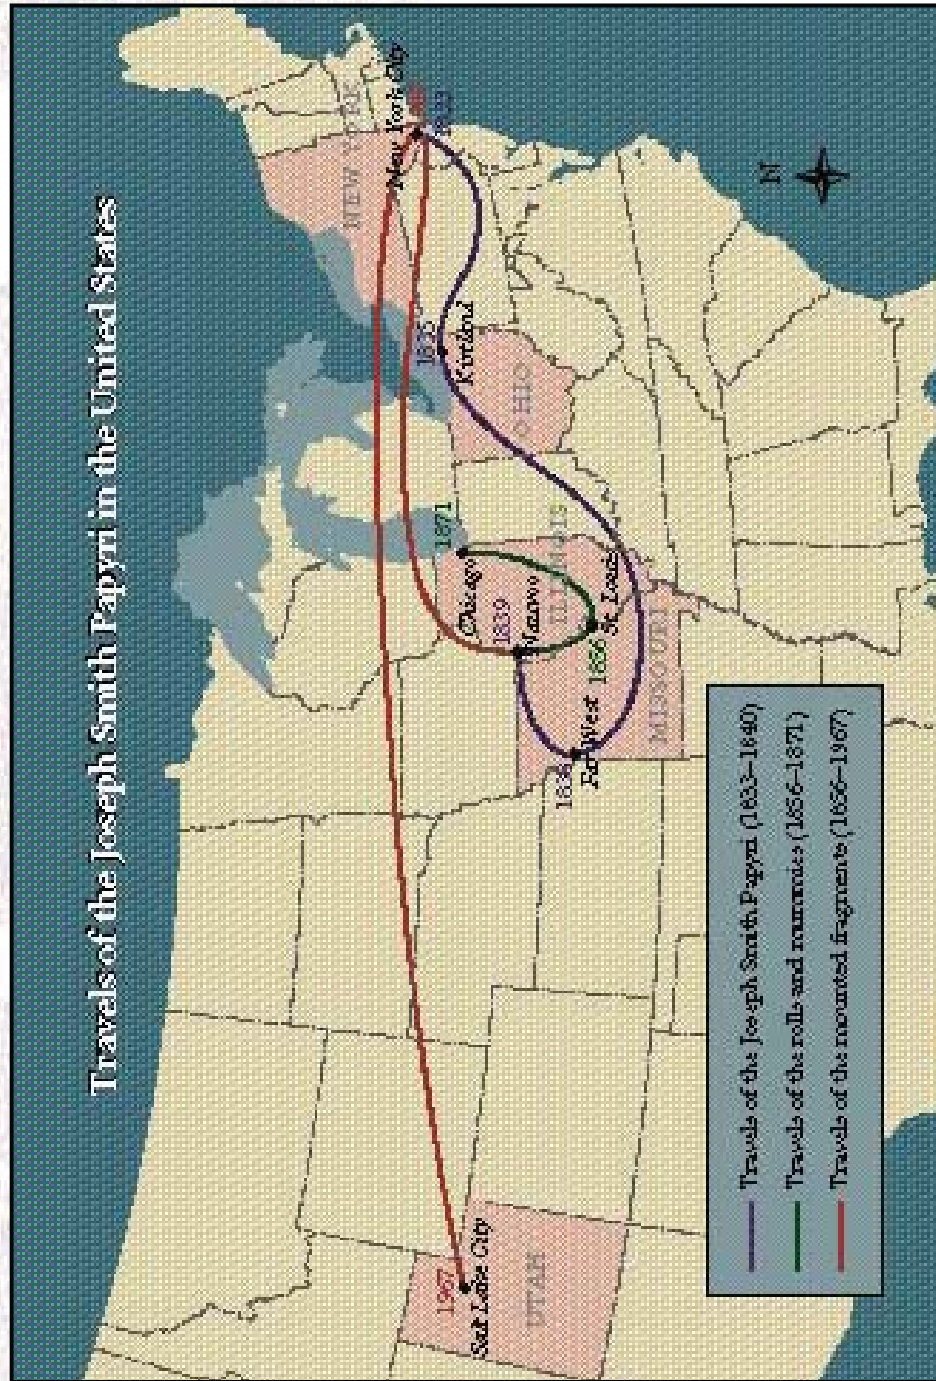 Travels of the Joseph Smith Papyri in the United States
NEW YORK
New York City
1833
1835
Kirtland
OHIO
1871
Chicago
1839
Nauvoo
ILLINOIS
1856
St Louis
1838
Far West
MISSOURI
1967
Salt Lake City
UTAH
N
Travels of the Joseph Smith Papyri (1833–1840)
Travels of the rolls and mummies (1856–1871)
Travels of the mounted fragments (1856–1967)